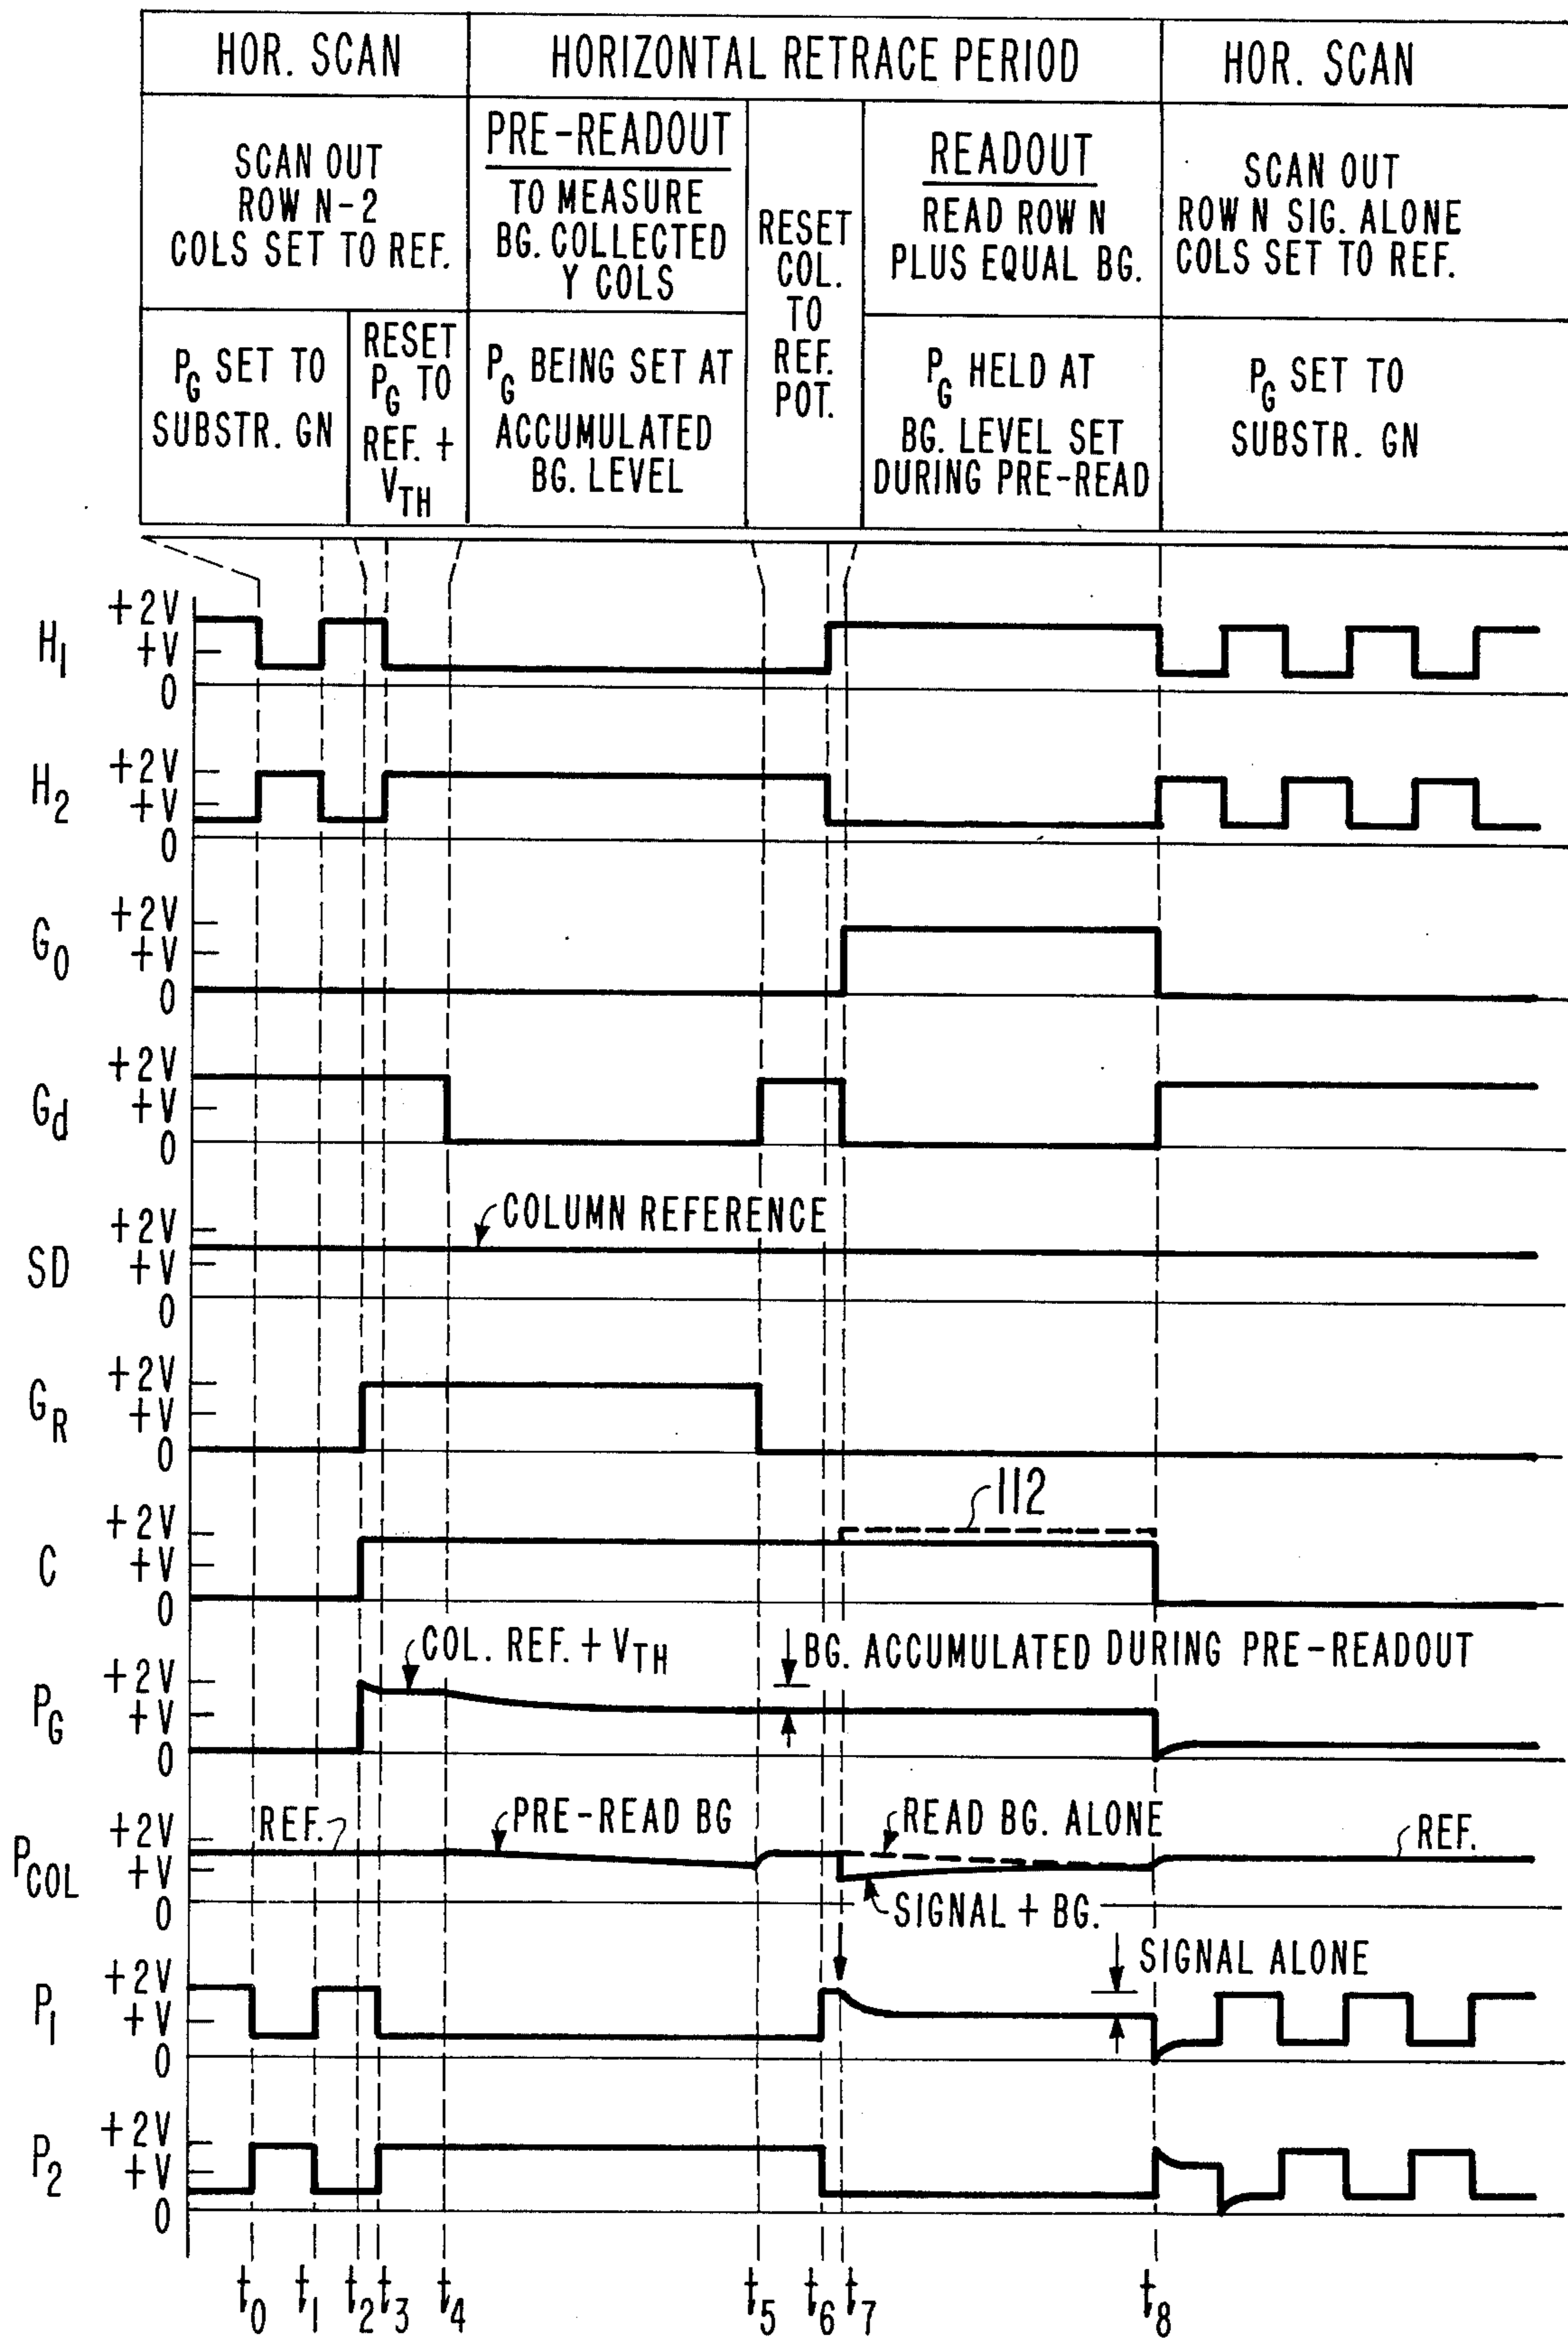 HOR. SCAN
HORIZONTAL RETRACE PERIOD
HOR. SCAN
SCAN OUT
ROW N-2
COLS SET TO REF.
PRE-READOUT
TO MEASURE
BG. COLLECTED
Y COLS
RESET
COL.
TO
REF.
POT.
READOUT
READ ROW N
PLUS EQUAL BG.
SCAN OUT
ROW N SIG. ALONE
COLS SET TO REF.
PG SET TO
SUBSTR. GN
RESET
PG TO
REF. +
VTH
PG BEING SET AT
ACCUMULATED
BG. LEVEL
PG HELD AT
BG. LEVEL SET
DURING PRE-READ
PG SET TO
SUBSTR. GN
H1
+2V
+V
0
H2
+2V
+V
0
G0
+2V
+V
0
Gd
+2V
+V
0
COLUMN REFERENCE
SD
+2V
+V
0
GR
+2V
+V
0
112
C
+2V
+V
0
COL. REF. + VTH
BG. ACCUMULATED DURING PRE-READOUT
PG
+2V
+V
0
REF.
PRE-READ BG
READ BG. ALONE
REF.
PCOL
+2V
+V
0
SIGNAL + BG.
SIGNAL ALONE
P1
+2V
+V
0
P2
+2V
+V
0
t0 t1 t2 t3 t4 t5 t6 t7 t8